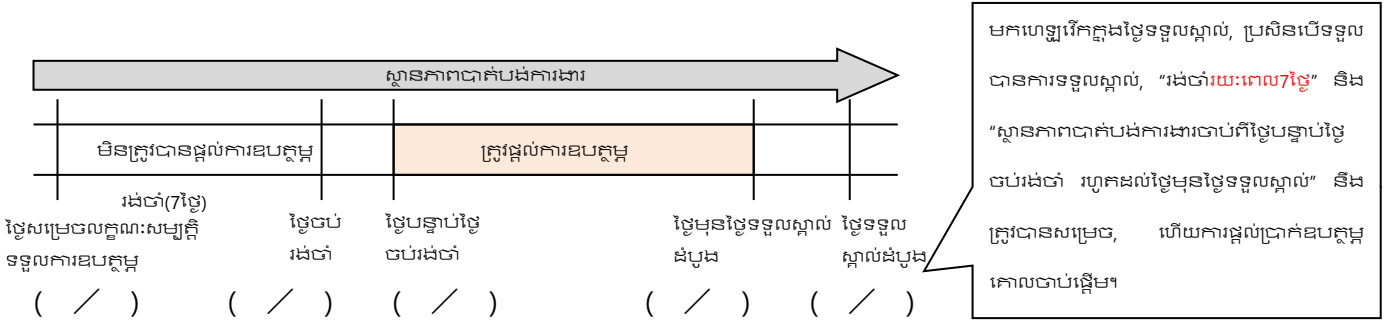 ស្ថានភាពបាត់បង់ការងារ
មិនត្រូវបានផ្តល់ការឧបត្ថម្ភ
ត្រូវផ្តល់ការឧបត្ថម្ភ
រង់ចាំ(7ថ្ងៃ)
ថ្ងៃសម្រេចលក្ខណៈសម្បត្តិ
ទទួលការឧបត្ថម្ភ
ថ្ងៃចប់
រង់ចាំ
ថ្ងៃបន្ទាប់ថ្ងៃ
ចប់រង់ចាំ
ថ្ងៃមុនថ្ងៃទទួលស្គាល់
ដំបូង
ថ្ងៃទទួល
ស្គាល់ដំបូង
( ／ ) ( ／ ) ( ／ ) ( ／ ) ( ／ )
មកហេឡូវើកក្នុងថ្ងៃទទួលស្គាល់, ប្រសិនបើទទួល
បានការទទួលស្គាល់, “រង់ចាំរយៈពេល7ថ្ងៃ” និង
“ស្ថានភាពបាត់បង់ការងារចាប់ពីថ្ងៃបន្ទាប់ថ្ងៃ
ចប់រង់ចាំ រហូតដល់ថ្ងៃមុនថ្ងៃទទួលស្គាល់” នឹង
ត្រូវបានសម្រេច, ហើយការផ្តល់ប្រាក់ឧបត្ថម្ភ
គោលចាប់ផ្តើម។